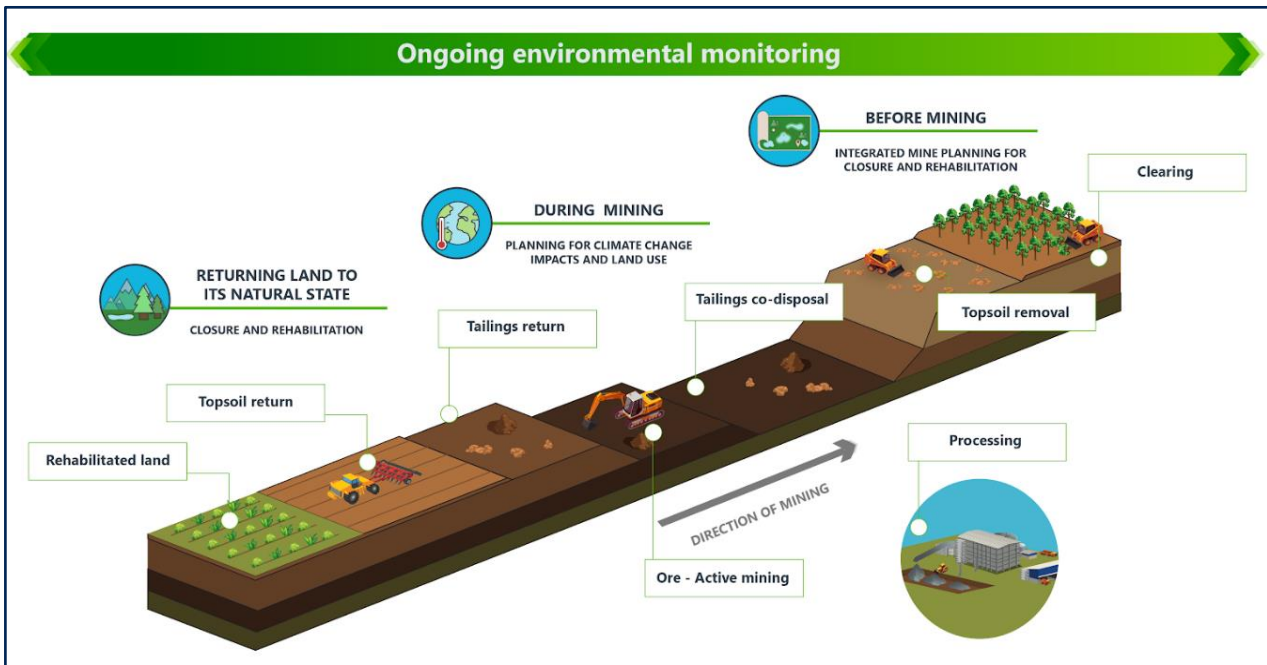 Ongoing environmental monitoring
BEFORE MINING
INTEGRATED MINE PLANNING FOR
CLOSURE AND REHABILITATION
Clearing
DURING MINING
PLANNING FOR CLIMATE CHANGE
IMPACTS AND LAND USE
RETURNING LAND TO
ITS NATURAL STATE
CLOSURE AND REHABILITATION
Tailings co-disposal
Topsoil removal
Tailings return
Topsoil return
Rehabilitated land
Processing
DIRECTION OF MINING
Ore - Active mining